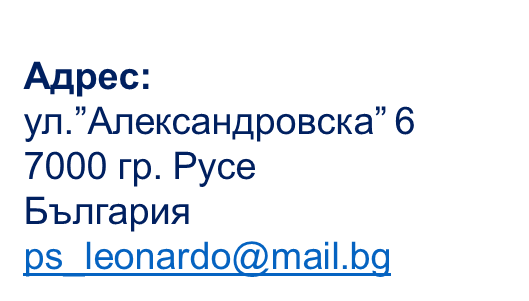 Адрес:
ул.”Александровска” 6
7000 гр. Русе
България
ps_leonardo@mail.bg